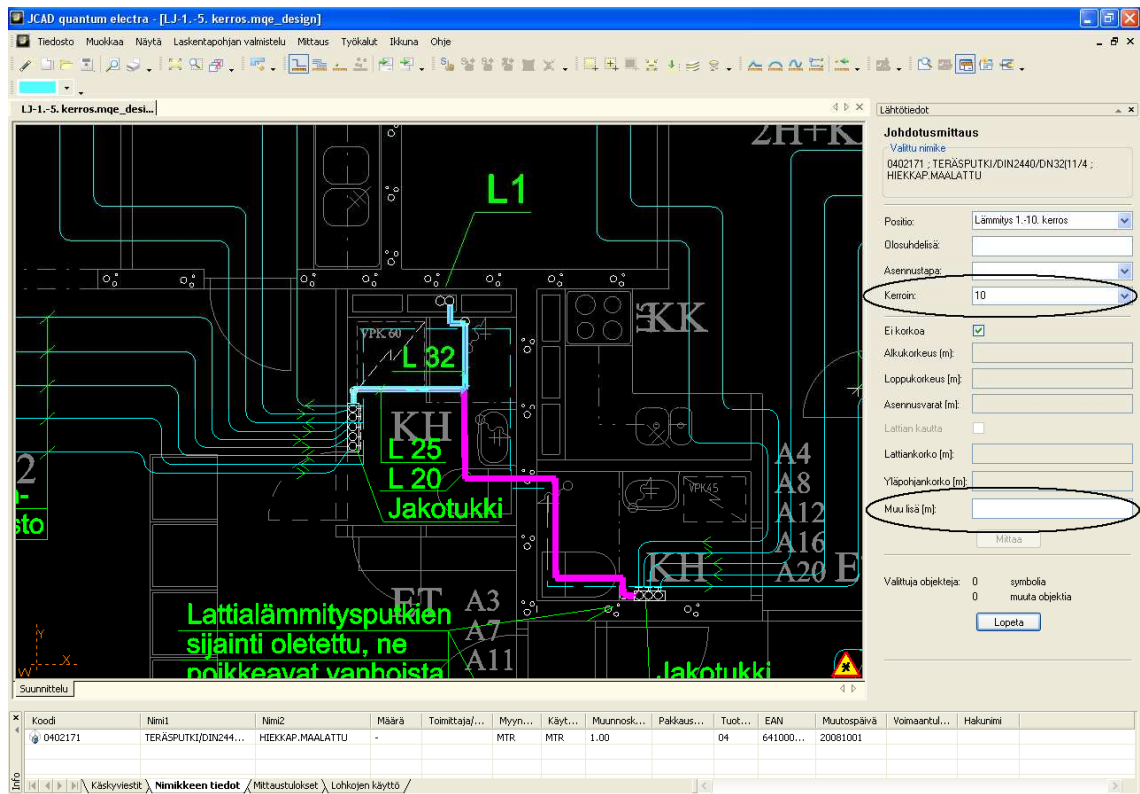 JCAD quantum electra - [LJ-1.-5. kerros.mqe_design]
Tiedosto Muokkaa Näytä Laskentapohjan valmistelu Mittaus Työkalut Ikkuna Ohje
LJ-1.-5. kerros.mqe_desi...
Lähtötiedot
Johdotusmittaus
Valittu nimike
0402171 ; TERÄSPUTKI/DIN2440/DN32(11/4 ;
HIEKKAP.MAALATTU
Positio: Lämmitys 1.-10. kerros
Olosuhdelisä:
Asennustapa:
Kerroin: 10
Ei korkoa
Alkukorkeus (m):
Loppukorkeus [m]:
Asennusvarat [m]:
Lattian kautta
Lattiankorko [m]:
Yläpohjankorko [m]:
Muu lisä [m]:
Mittaa
Valittuja objekteja: 0 symbolia
0 muuta objektia
Lopeta
2H+K
L1
KK
VPK 60
L 32
KH
L 25
L 20
Jakotukki
VPK45
A4
A8
A12
A16
A20
KH
E
2
n-
sto
ET
A3
A7
A11
Lattialämmitysputkien
sijainti oletettu, ne
poikkeavat vanhoista
Jakotukki
Y
X
W
Suunnittelu
Koodi Nimi1 Nimi2 Määrä Toimittaja/... Myyn... Käyt... Muunnosk... Pakkaus... Tuot... EAN Muutospäivä Voimaantul... Hakunimi
0402171 TERÄSPUTKI/DIN244... HIEKKAP.MAALATTU - MTR MTR 1.00 04 641000... 20081001
Info
Käskyviestit Nimikkeen tiedot Mittaustulokset Lohkojen käyttö